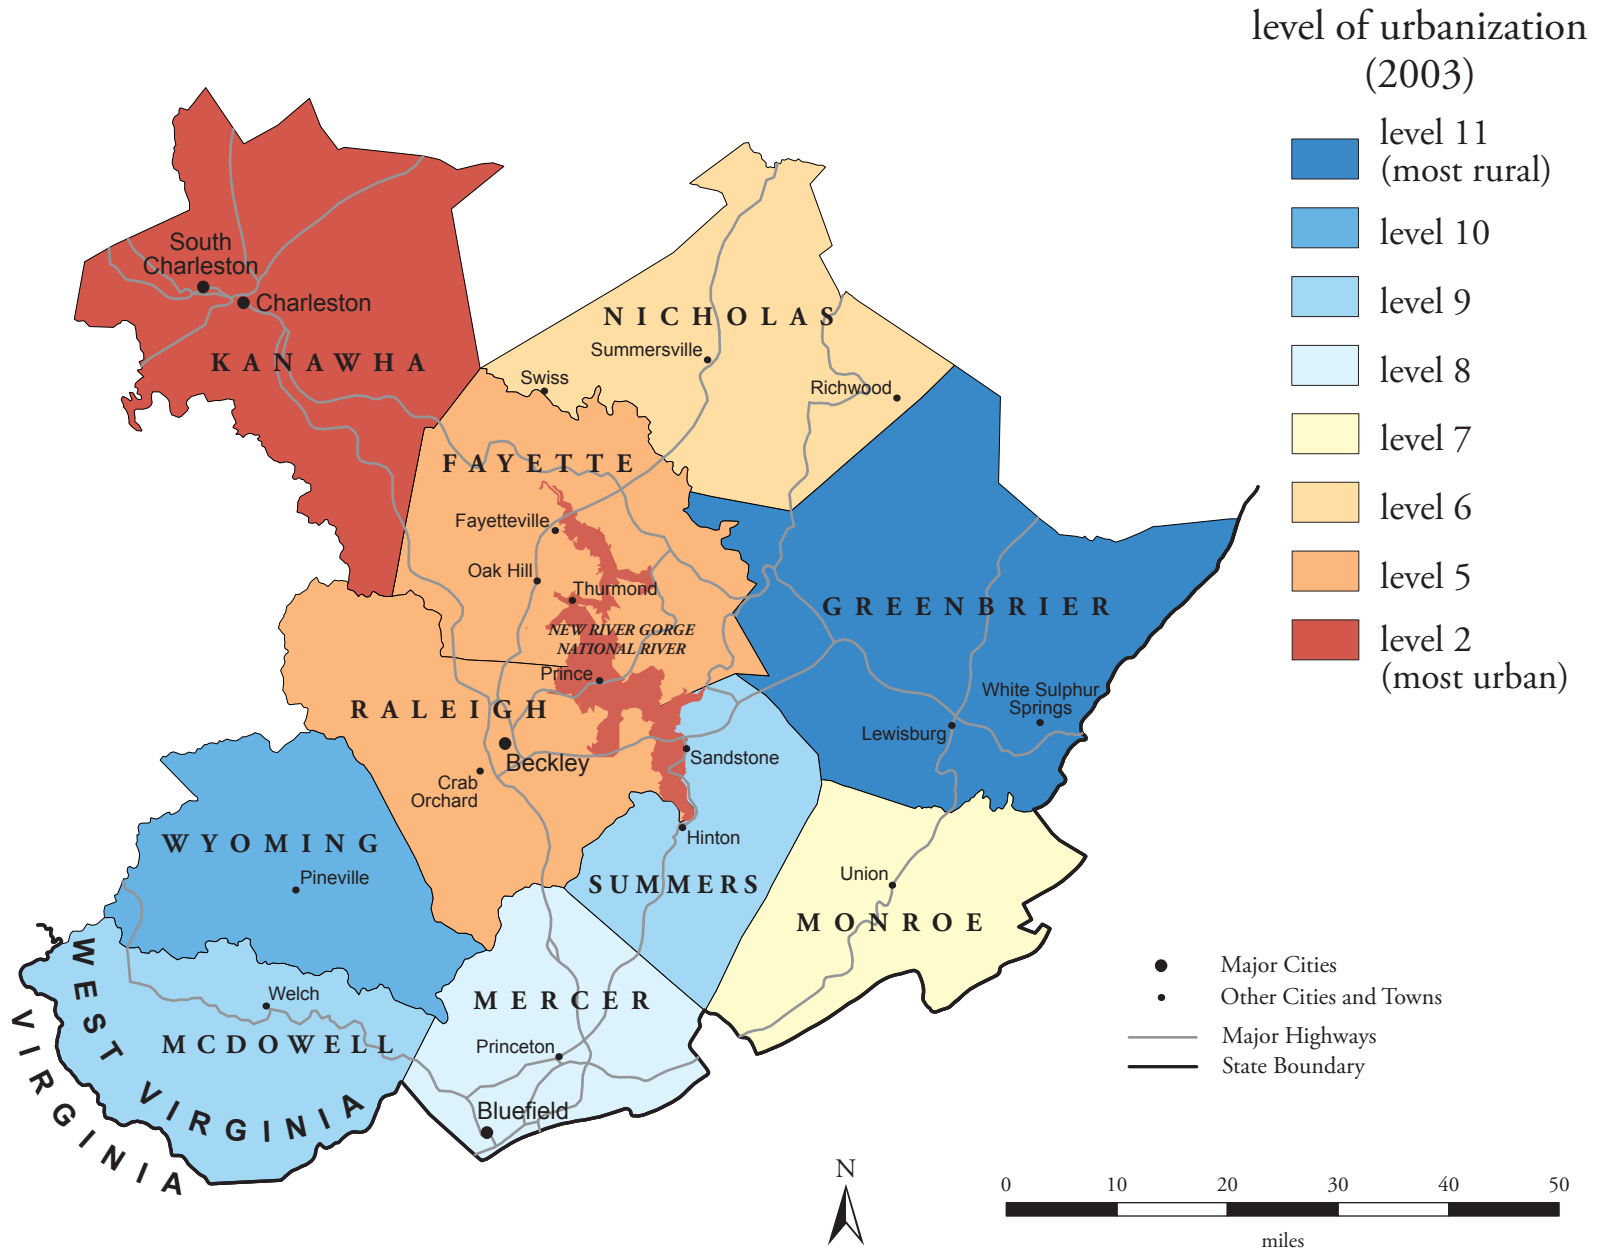 level of urbanization
(2003)
level 11
(most rural)
level 10
level 9
level 8
level 7
level 6
level 5
level 2
(most urban)
South
Charleston
Charleston
KANAWHA
NICHOLAS
Summersville
Swiss
Richwood
FAYETTE
Fayetteville
Oak Hill
Thurmond
NEW RIVER GORGE
NATIONAL RIVER
Prince
GREENBRIER
White Sulphur
Springs
Lewisburg
RALEIGH
Beckley
Crab
Orchard
Sandstone
Hinton
SUMMERS
WYOMING
Pineville
Union
MONROE
Welch
MCDOWELL
MERCER
Princeton
Bluefield
WEST VIRGINIA
VIRGINIA
Major Cities
Other Cities and Towns
Major Highways
State Boundary
N
0 10 20 30 40 50
miles